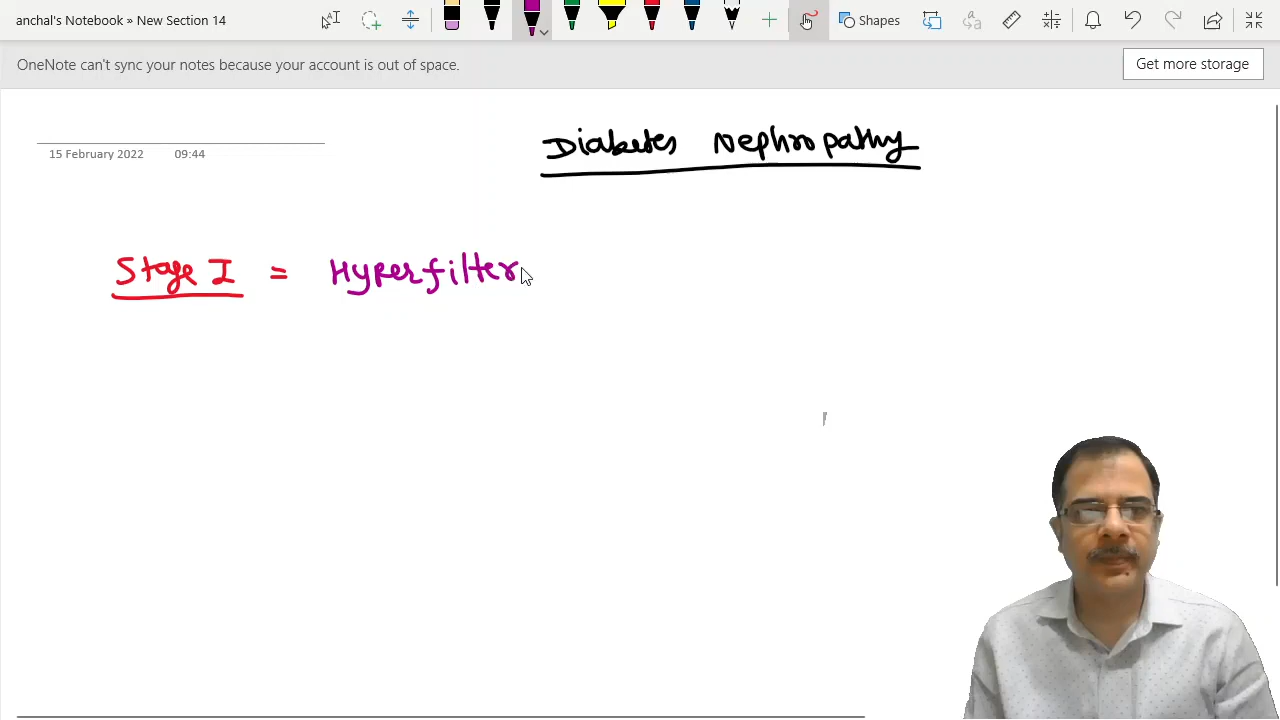 anchal's Notebook » New Section 14
Shapes
OneNote can't sync your notes because your account is out of space.
Get more storage
Diabetes Nephropathy
15 February 2022 09:44
Stage I = Hyperfilter